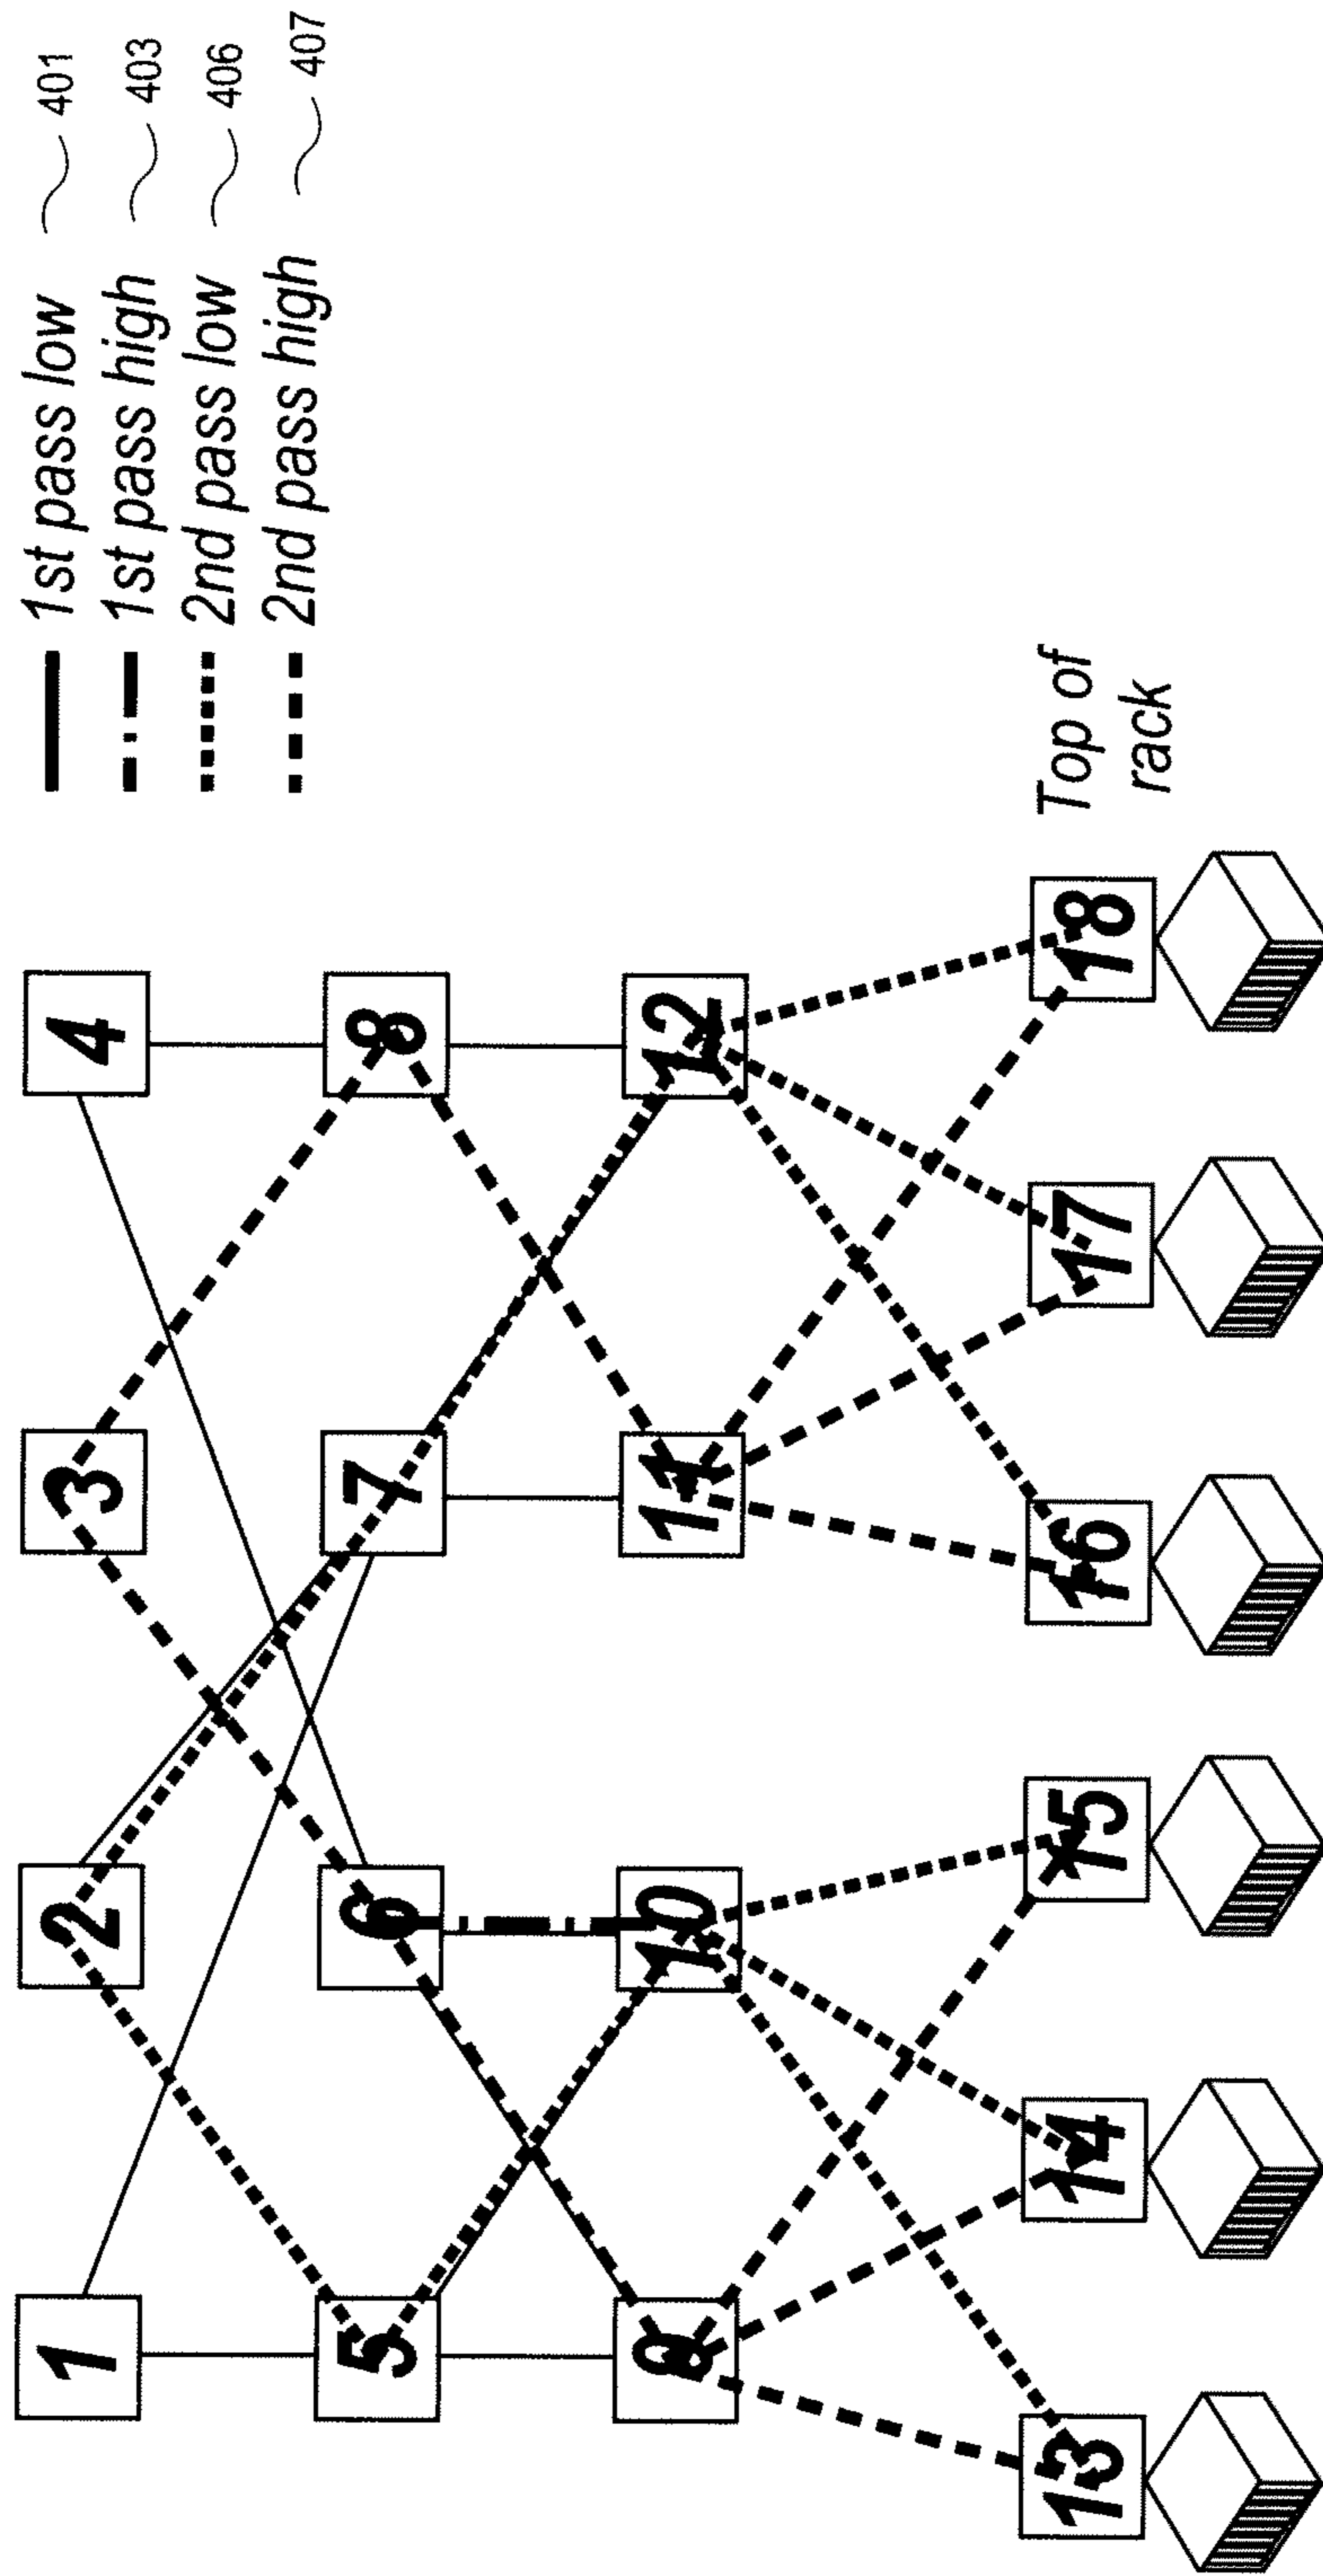 1st pass low 401
1st pass high 403
2nd pass low 406
2nd pass high 407
1 2 3 4
5 6 7 8
9 10 11 12
Top of
rack
13 14 15 16 17 18